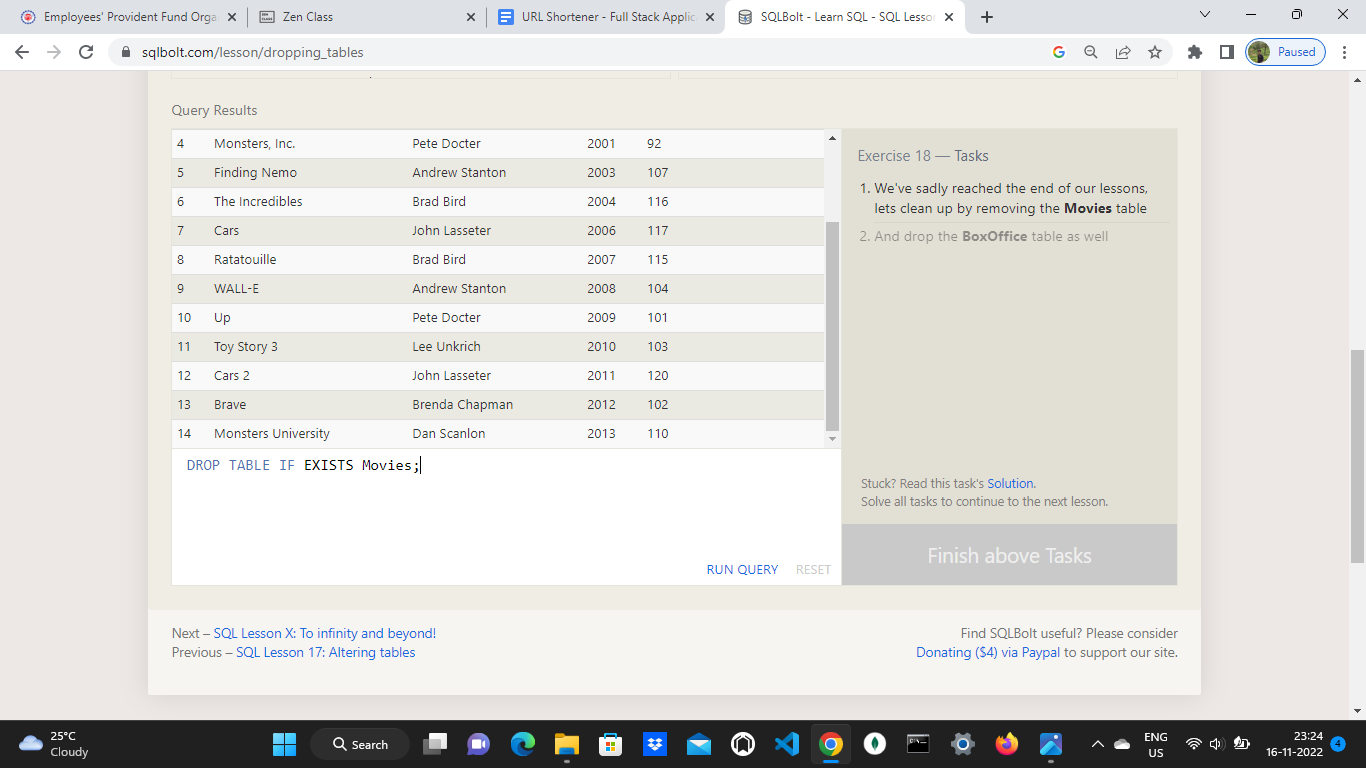 Employees' Provident Fund Orga
Zen Class
URL Shortener - Full Stack Applic
SQLBolt - Learn SQL - SQL Lesson
sqlbolt.com/lesson/dropping_tables
Paused
Query Results
4 Monsters, Inc. Pete Docter 2001 92
5 Finding Nemo Andrew Stanton 2003 107
6 The Incredibles Brad Bird 2004 116
7 Cars John Lasseter 2006 117
8 Ratatouille Brad Bird 2007 115
9 WALL-E Andrew Stanton 2008 104
10 Up Pete Docter 2009 101
11 Toy Story 3 Lee Unkrich 2010 103
12 Cars 2 John Lasseter 2011 120
13 Brave Brenda Chapman 2012 102
14 Monsters University Dan Scanlon 2013 110
DROP TABLE IF EXISTS Movies;
RUN QUERY RESET
Exercise 18 — Tasks
1. We've sadly reached the end of our lessons,
lets clean up by removing the Movies table
2. And drop the BoxOffice table as well
Stuck? Read this task's Solution.
Solve all tasks to continue to the next lesson.
Finish above Tasks
Next – SQL Lesson X: To infinity and beyond!
Previous – SQL Lesson 17: Altering tables
Find SQLBolt useful? Please consider
Donating ($4) via Paypal to support our site.
25°C
Cloudy
Search
ENG
US
23:24
16-11-2022
4